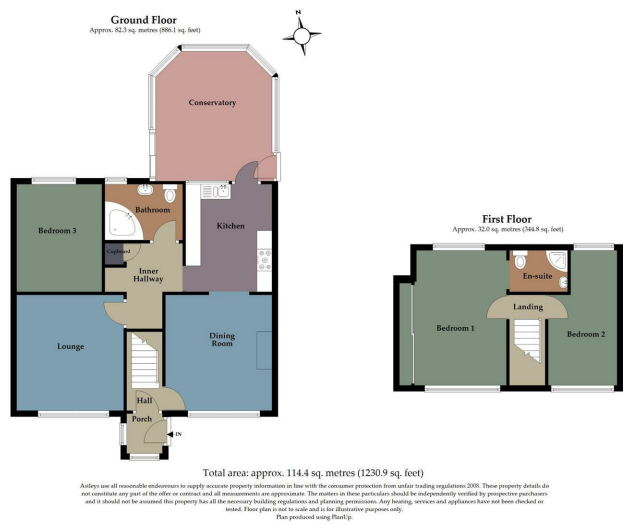 Ground Floor
Approx. 82.3 sq. metres (886.1 sq. feet)
Conservatory
Bathroom
Bedroom 3
Kitchen
Cupboard
Inner
Hallway
Lounge
Dining
Room
Hall
Porch
IN
First Floor
Approx. 32.0 sq. metres (344.8 sq. feet)
En-suite
Landing
Bedroom 1
Bedroom 2
Total area: approx. 114.4 sq. metres (1230.9 sq. feet)
Astleys use all reasonable endeavours to supply accurate property information in line with the consumer protection from unfair trading regulations 2008. These property details do
not constitute any part of the offer or contract and all measurements are approximate. The matters in these particulars should be independently verified by prospective purchasers
and it should not be assumed this property has all the necessary building regulations and planning permissions. Any heating, services and appliances have not been checked or
tested. Floor plan is not to scale and is for illustrative purposes only.
Plan produced using PlanUp.